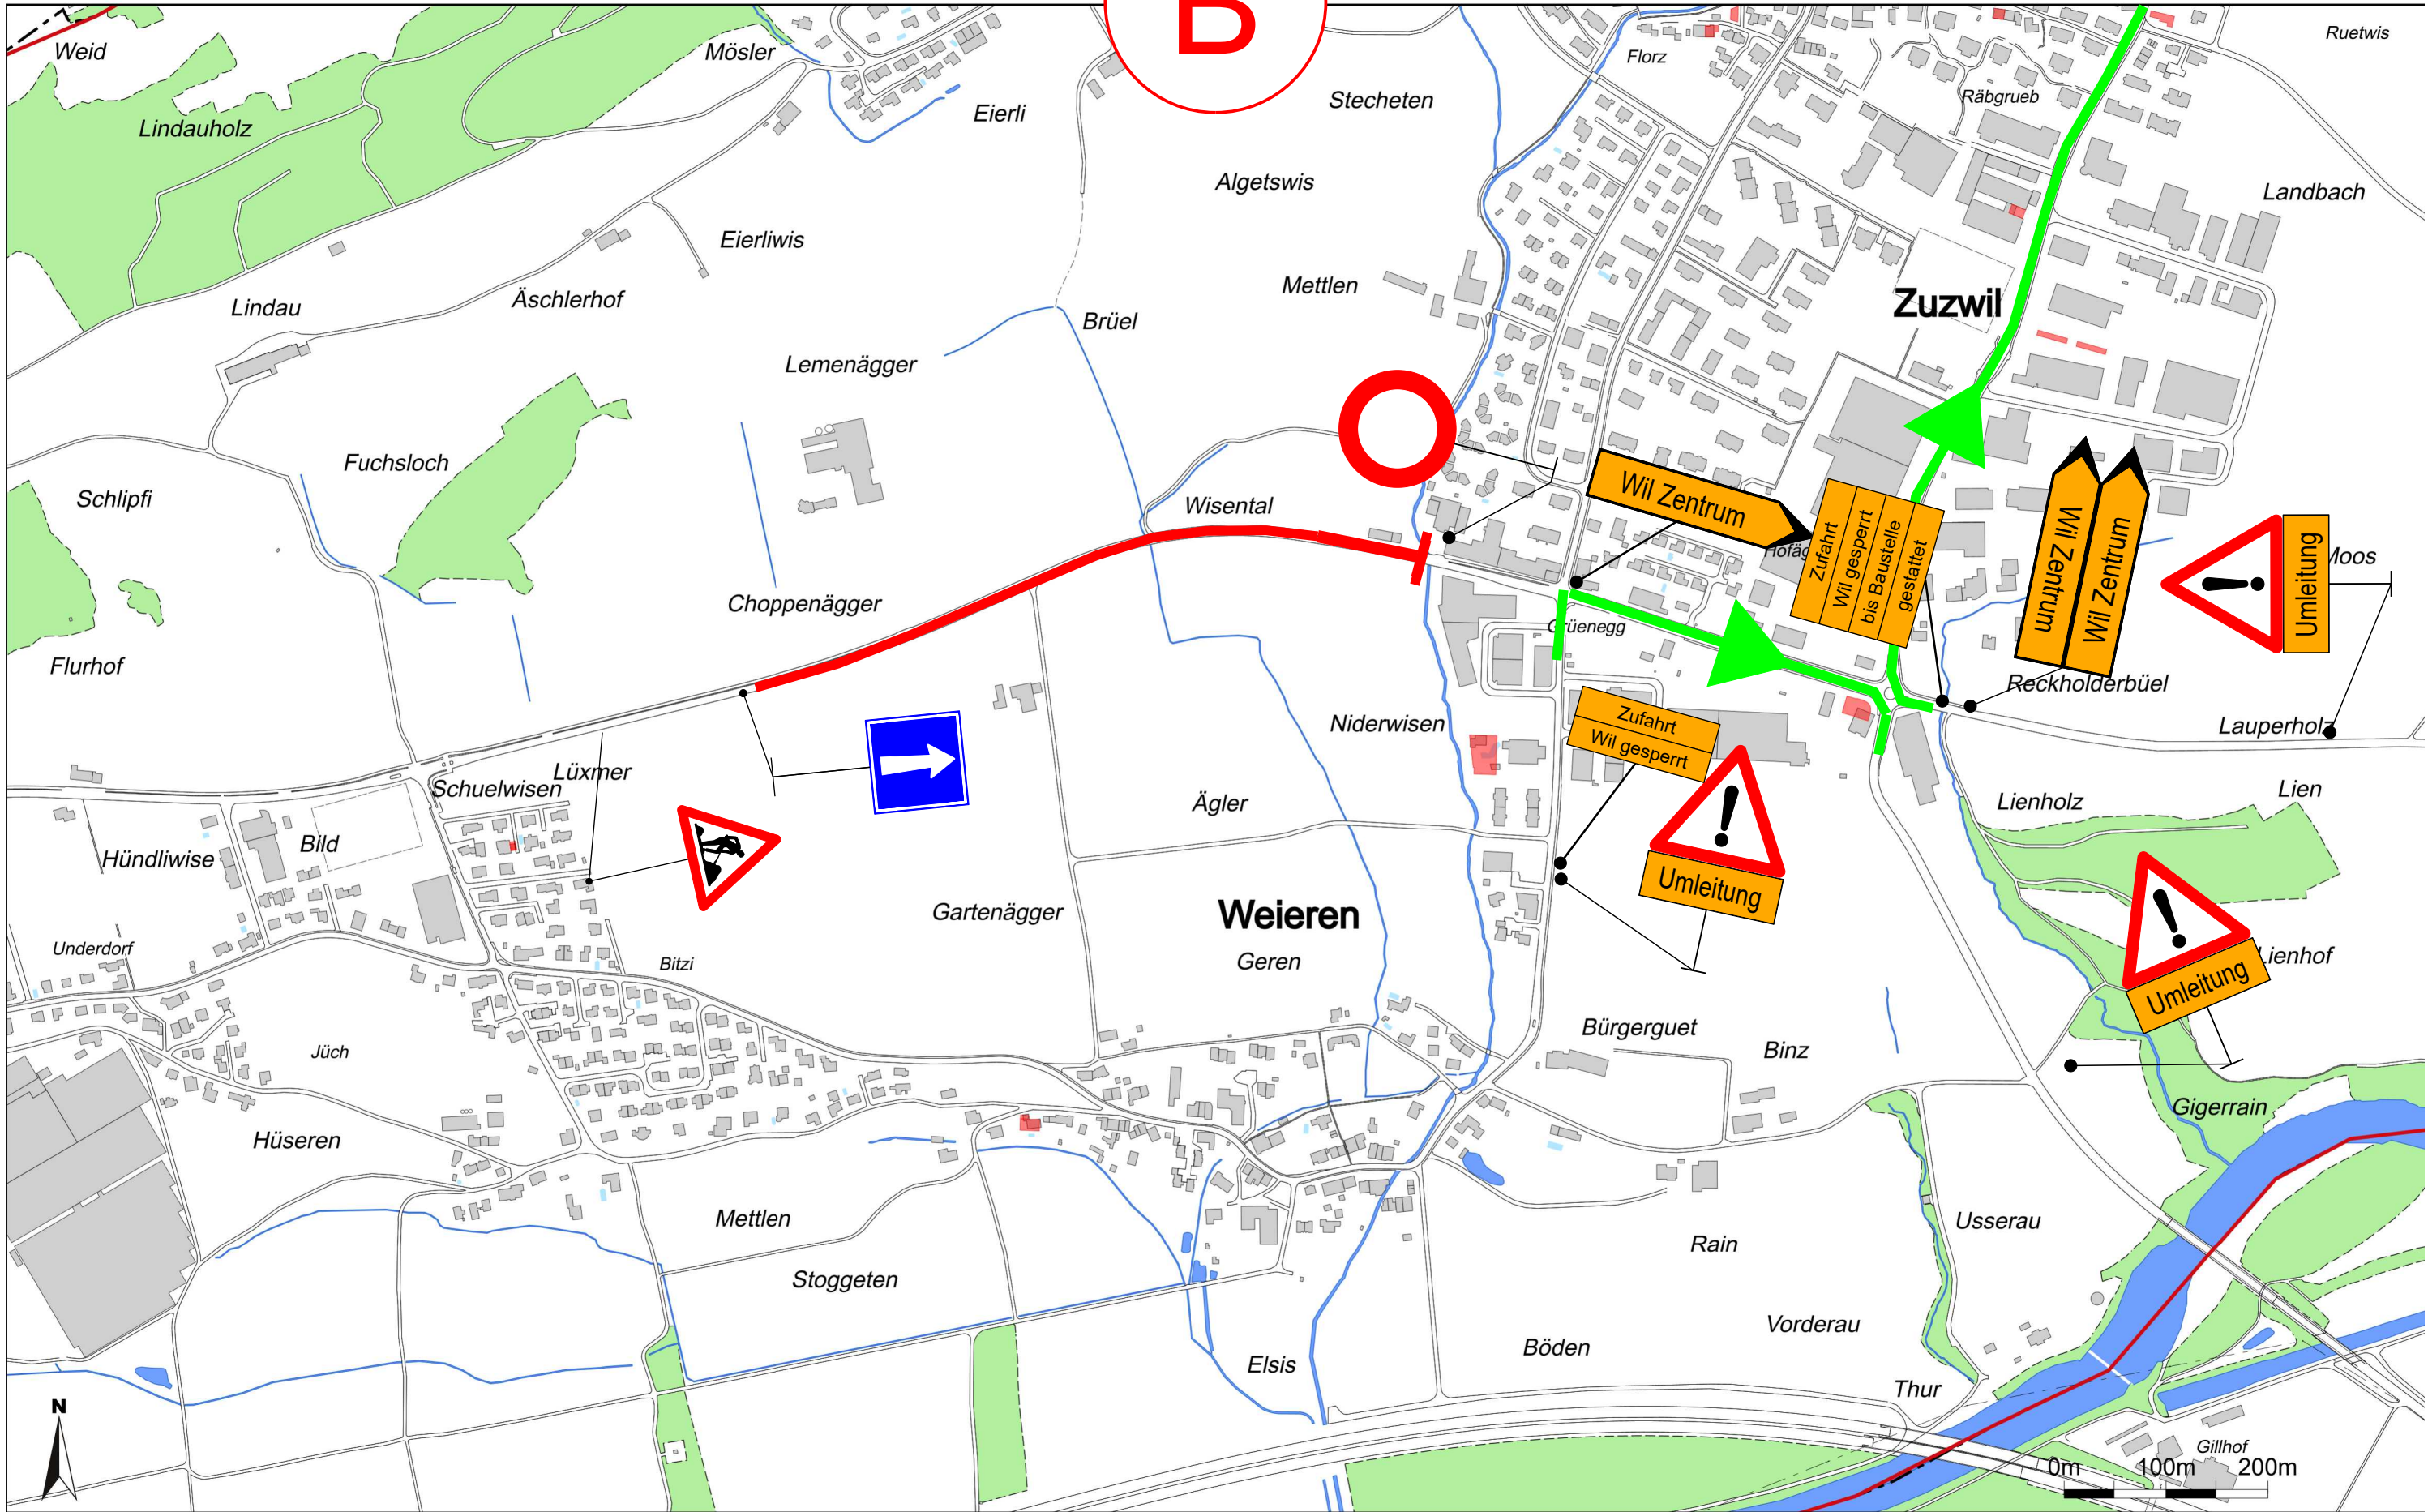 B
Weid
Mösler
Florz
Ruetwis
Lindauholz
Eierli
Stecheten
Räbgrueb
Algetswis
Landbach
Eierliwis
Mettlen
Lindau
Äschlerhof
Brüel
Zuzwil
Lemenägger
Fuchsloch
Schlipfi
Wisental
Wil Zentrum
Zufahrt
Wil gesperrt
bis Baustelle
gestattet
Wil Zentrum
Wil Zentrum
Umleitung
Moos
Choppenägger
Grüenegg
Flurhof
Reckholderbüel
Niderwisen
Zufahrt
Wil gesperrt
Lauperholz
Lüxmer
Schuelwisen
Ägler
Lienholz
Lien
Bild
Hündliwise
Umleitung
Gartenägger
Weieren
Underdorf
Bitzi
Geren
Lienhof
Umleitung
Bürgerguet
Jüch
Binz
Gigerrain
Hüseren
Mettlen
Usserau
Rain
Stoggeten
Vorderau
Böden
Elsis
Thur
N
Gillhof
0m 100m 200m